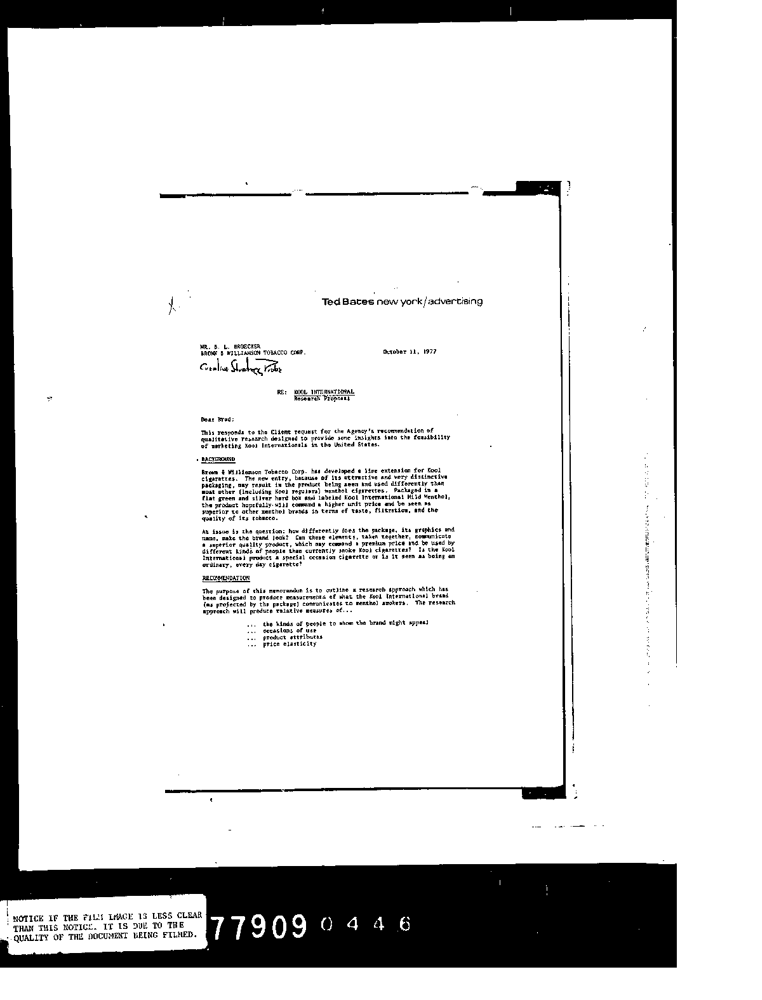 Ted Bates new york/advertising
MR. B. L. BROECKER
BROWN & WILLIAMSON TOBACCO CORP.
October 11, 1977
Creative Strategy
RE: KOOL INTERNATIONAL
Research Proposal
Dear Brad:
This responds to the Client request for the Agency's recommendation of
qualitative research designed to provide some insights into the feasibility
of marketing Kool Internationals in the United States.
BACKGROUND
Brown & Williamson Tobacco Corp. has developed a line extension for Kool
cigarettes. The new entry, because of its attractive and very distinctive
packaging, may result in the product being seen and used differently than
most other (including Kool regulars) menthol cigarettes. Packaged in a
flat green and silver hard box and labeled Kool International Mild Menthol,
the product hopefully will command a higher unit price and be seen as
superior to other menthol brands in terms of taste, filtration, and the
quality of its tobacco.
At issue is the question: how differently does the package, its graphics and
name, make the brand look? Can these elements, taken together, communicate
a superior quality product, which may command a premium price and be used by
different kinds of people than currently smoke Kool cigarettes? Is the Kool
International product a special occasion cigarette or is it seen as being an
ordinary, every day cigarette?
RECOMMENDATION
The purpose of this memorandum is to outline a research approach which has
been designed to produce measurements of what the Kool International brand
(as projected by the package) communicates to menthol smokers. The research
approach will produce relative measures of...
... the kinds of people to whom the brand might appeal
... occasions of use
... product attributes
... price elasticity
NOTICE IF THE FILM IMAGE IS LESS CLEAR
THAN THIS NOTICE. IT IS DUE TO THE
QUALITY OF THE DOCUMENT BEING FILMED.
77909 0446